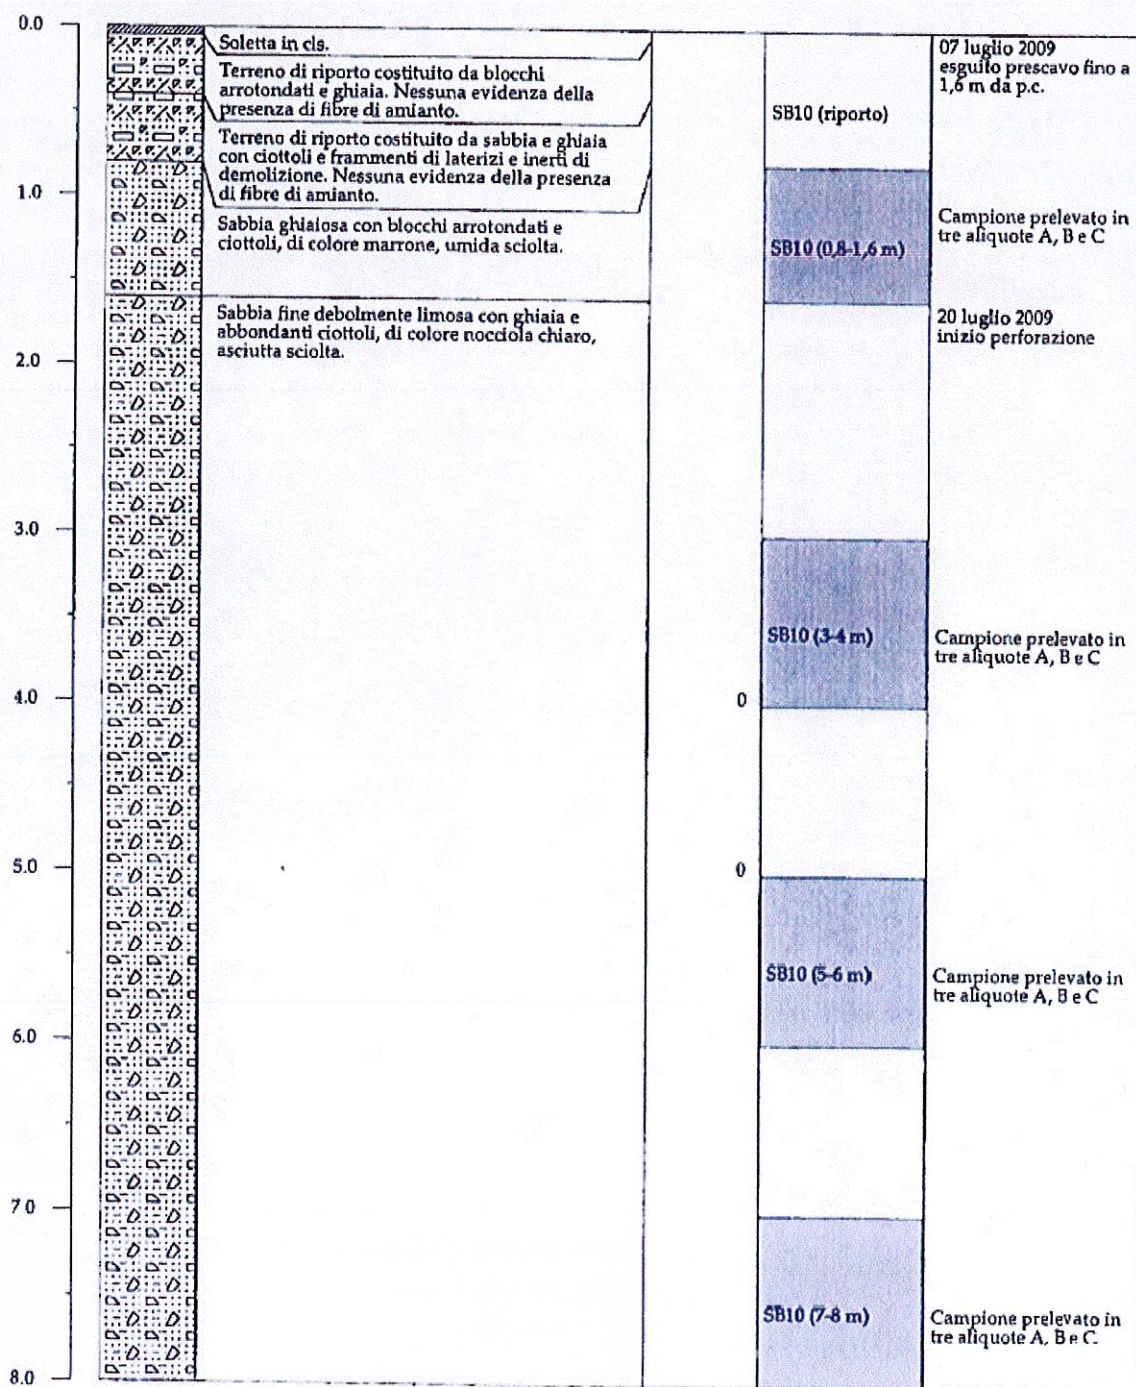 0.0
Soletta in cls.
Terreno di riporto costituito da blocchi
arrotondati e ghiaia. Nessuna evidenza della
presenza di fibre di amianto.
Terreno di riporto costituito da sabbia e ghiaia
con ciottoli e frammenti di laterizi e inerti di
demolizione. Nessuna evidenza della presenza
di fibre di amianto.
Sabbia ghiaiosa con blocchi arrotondati e
ciottoli, di colore marrone, umida sciolta.
Sabbia fine debolmente limosa con ghiaia e
abbondanti ciottoli, di colore nocciola chiaro,
asciutta sciolta.
1.0
2.0
3.0
4.0
5.0
6.0
7.0
8.0
0
0
SB10 (riporto)
SB10 (0,8-1,6 m)
SB10 (3-4 m)
SB10 (5-6 m)
SB10 (7-8 m)
07 luglio 2009
esguito prescavo fino a
1,6 m da p.c.
Campione prelevato in
tre aliquote A, B e C
20 luglio 2009
inizio perforazione
Campione prelevato in
tre aliquote A, B e C
Campione prelevato in
tre aliquote A, B e C
Campione prelevato in
tre aliquote A, B e C.